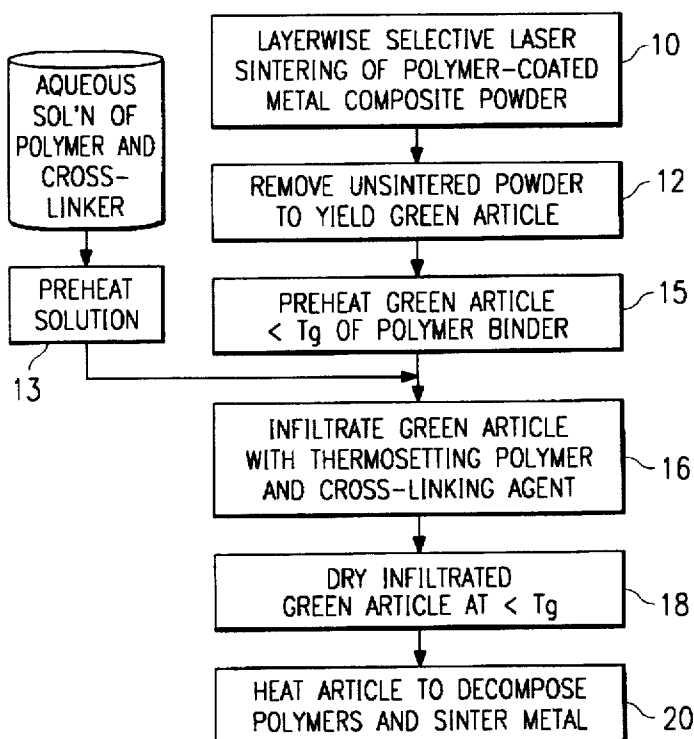 LAYERWISE SELECTIVE LASER
SINTERING OF POLYMER-COATED
METAL COMPOSITE POWDER
10
AQUEOUS
SOL'N OF
POLYMER AND
CROSS-
LINKER
REMOVE UNSINTERED POWDER
TO YIELD GREEN ARTICLE
12
PREHEAT
SOLUTION
13
PREHEAT GREEN ARTICLE
< Tg OF POLYMER BINDER
15
INFILTRATE GREEN ARTICLE
WITH THERMOSETTING POLYMER
AND CROSS-LINKING AGENT
16
DRY INFILTRATED
GREEN ARTICLE AT < Tg
18
HEAT ARTICLE TO DECOMPOSE
POLYMERS AND SINTER METAL
20